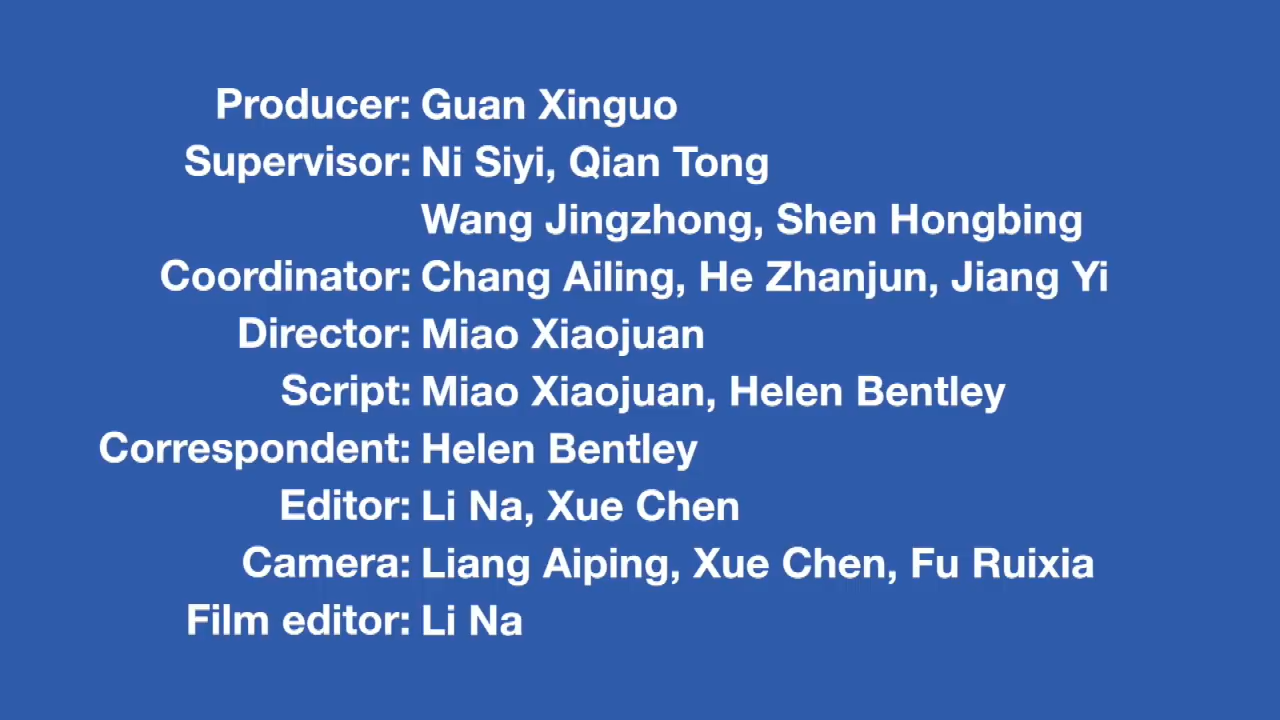 Producer: Guan Xinguo
Supervisor: Ni Siyi, Qian Tong
Wang Jingzhong, Shen Hongbing
Coordinator: Chang Ailing, He Zhanjun, Jiang Yi
Director: Miao Xiaojuan
Script: Miao Xiaojuan, Helen Bentley
Correspondent: Helen Bentley
Editor: Li Na, Xue Chen
Camera: Liang Aiping, Xue Chen, Fu Ruixia
Film editor: Li Na